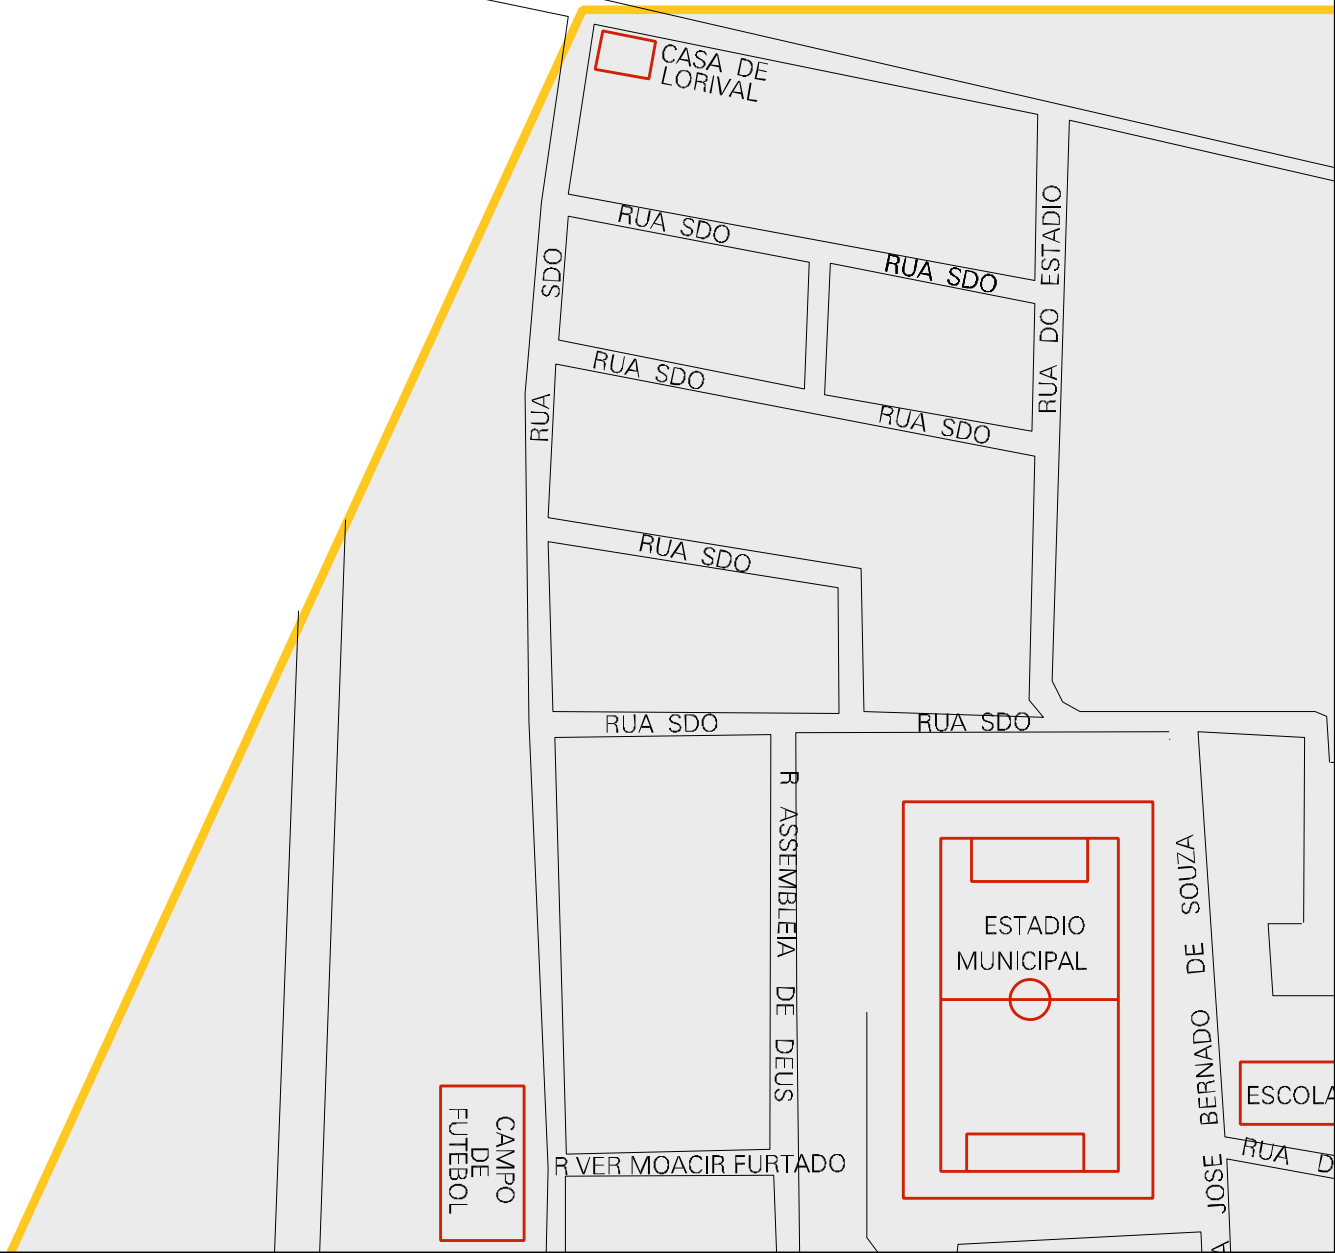 CASA DE
LORIVAL
RUA SDO
RUA SDO
RUA SDO
RUA DO ESTADIO
RUA SDO
RUA SDO
RUA SDO
RUA SDO
RUA SDO
R ASSEMBLEIA DE DEUS
ESTADIO
MUNICIPAL
JOSE BERNADO DE SOUZA
ESCOLA
RUA D
CAMPO
DE
FUTEBOL
R VER MOACIR FURTADO